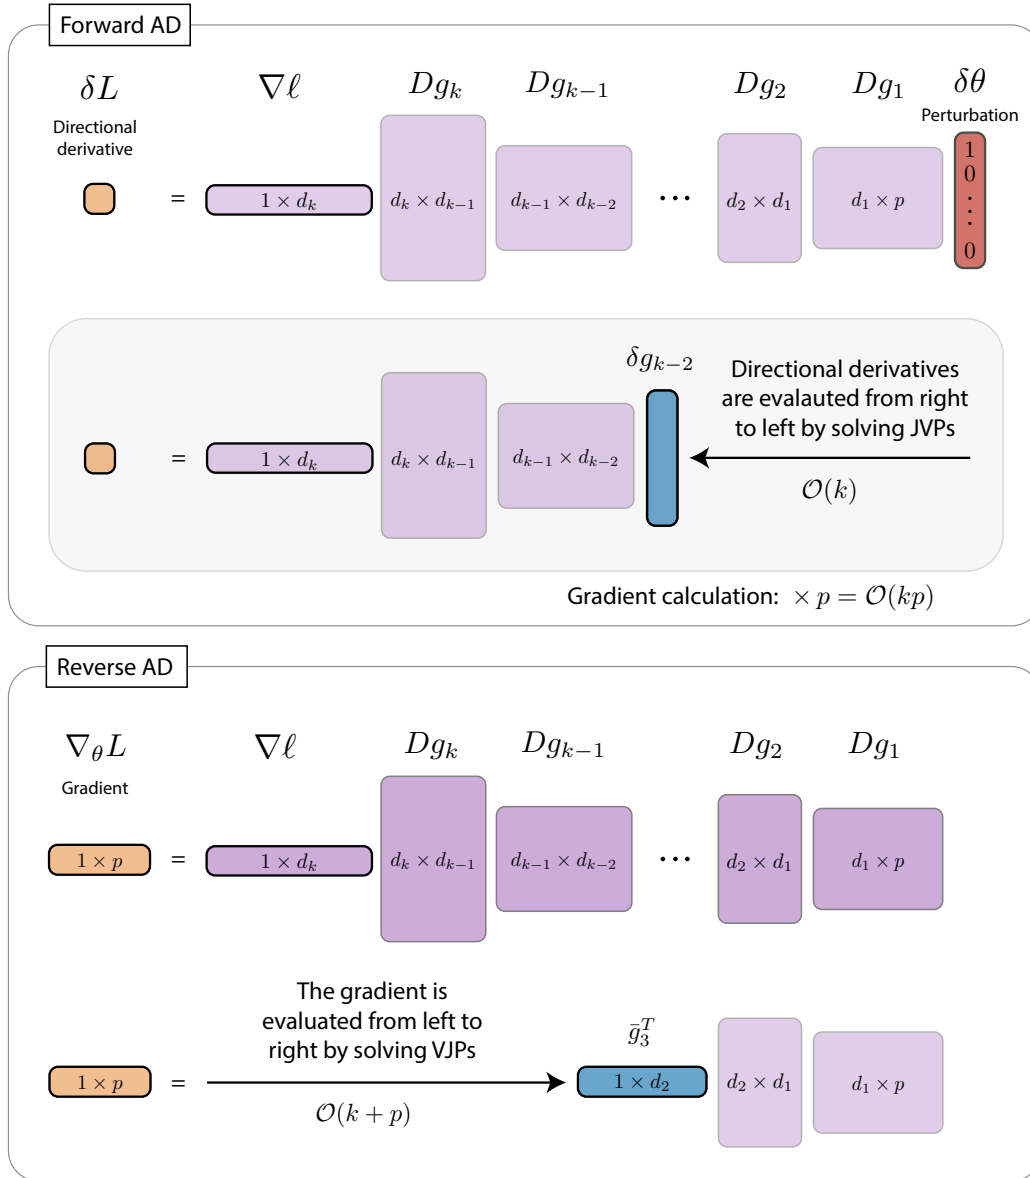 Forward AD
δL ∇ℓ Dg_k Dg_{k−1} Dg_2 Dg_1 δθ
Directional
derivative
Perturbation
= 1 × d_k d_k × d_{k−1} d_{k−1} × d_{k−2} ··· d_2 × d_1 d_1 × p
1
0
⋮
0
δg_{k−2}
Directional derivatives
are evalauted from right
to left by solving JVPs
= 1 × d_k d_k × d_{k−1} d_{k−1} × d_{k−2}
𝒪(k)
Gradient calculation: × p = 𝒪(kp)
Reverse AD
∇_θ L ∇ℓ Dg_k Dg_{k−1} Dg_2 Dg_1
Gradient
1 × p = 1 × d_k d_k × d_{k−1} d_{k−1} × d_{k−2} ··· d_2 × d_1 d_1 × p
The gradient is
evaluated from left to
right by solving VJPs
ḡ_3^T
1 × p = 1 × d_2 d_2 × d_1 d_1 × p
𝒪(k + p)